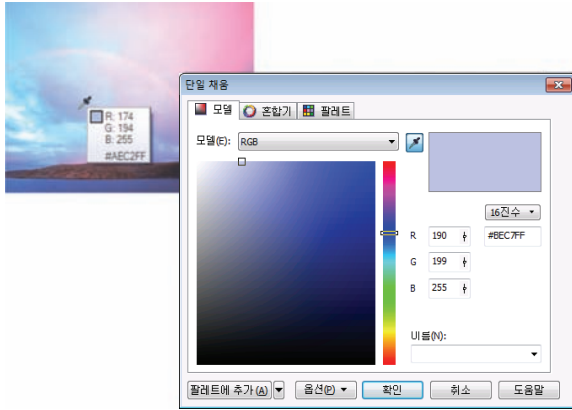 R: 174
G: 194
B: 255
#AEC2FF
단일 채움
모델 혼합기 팔레트
모델(E): RGB
16진수
R 190 #BEC7FF
G 199
B 255
이름(N):
팔레트에 추가(A) 옵션(P) 확인 취소 도움말